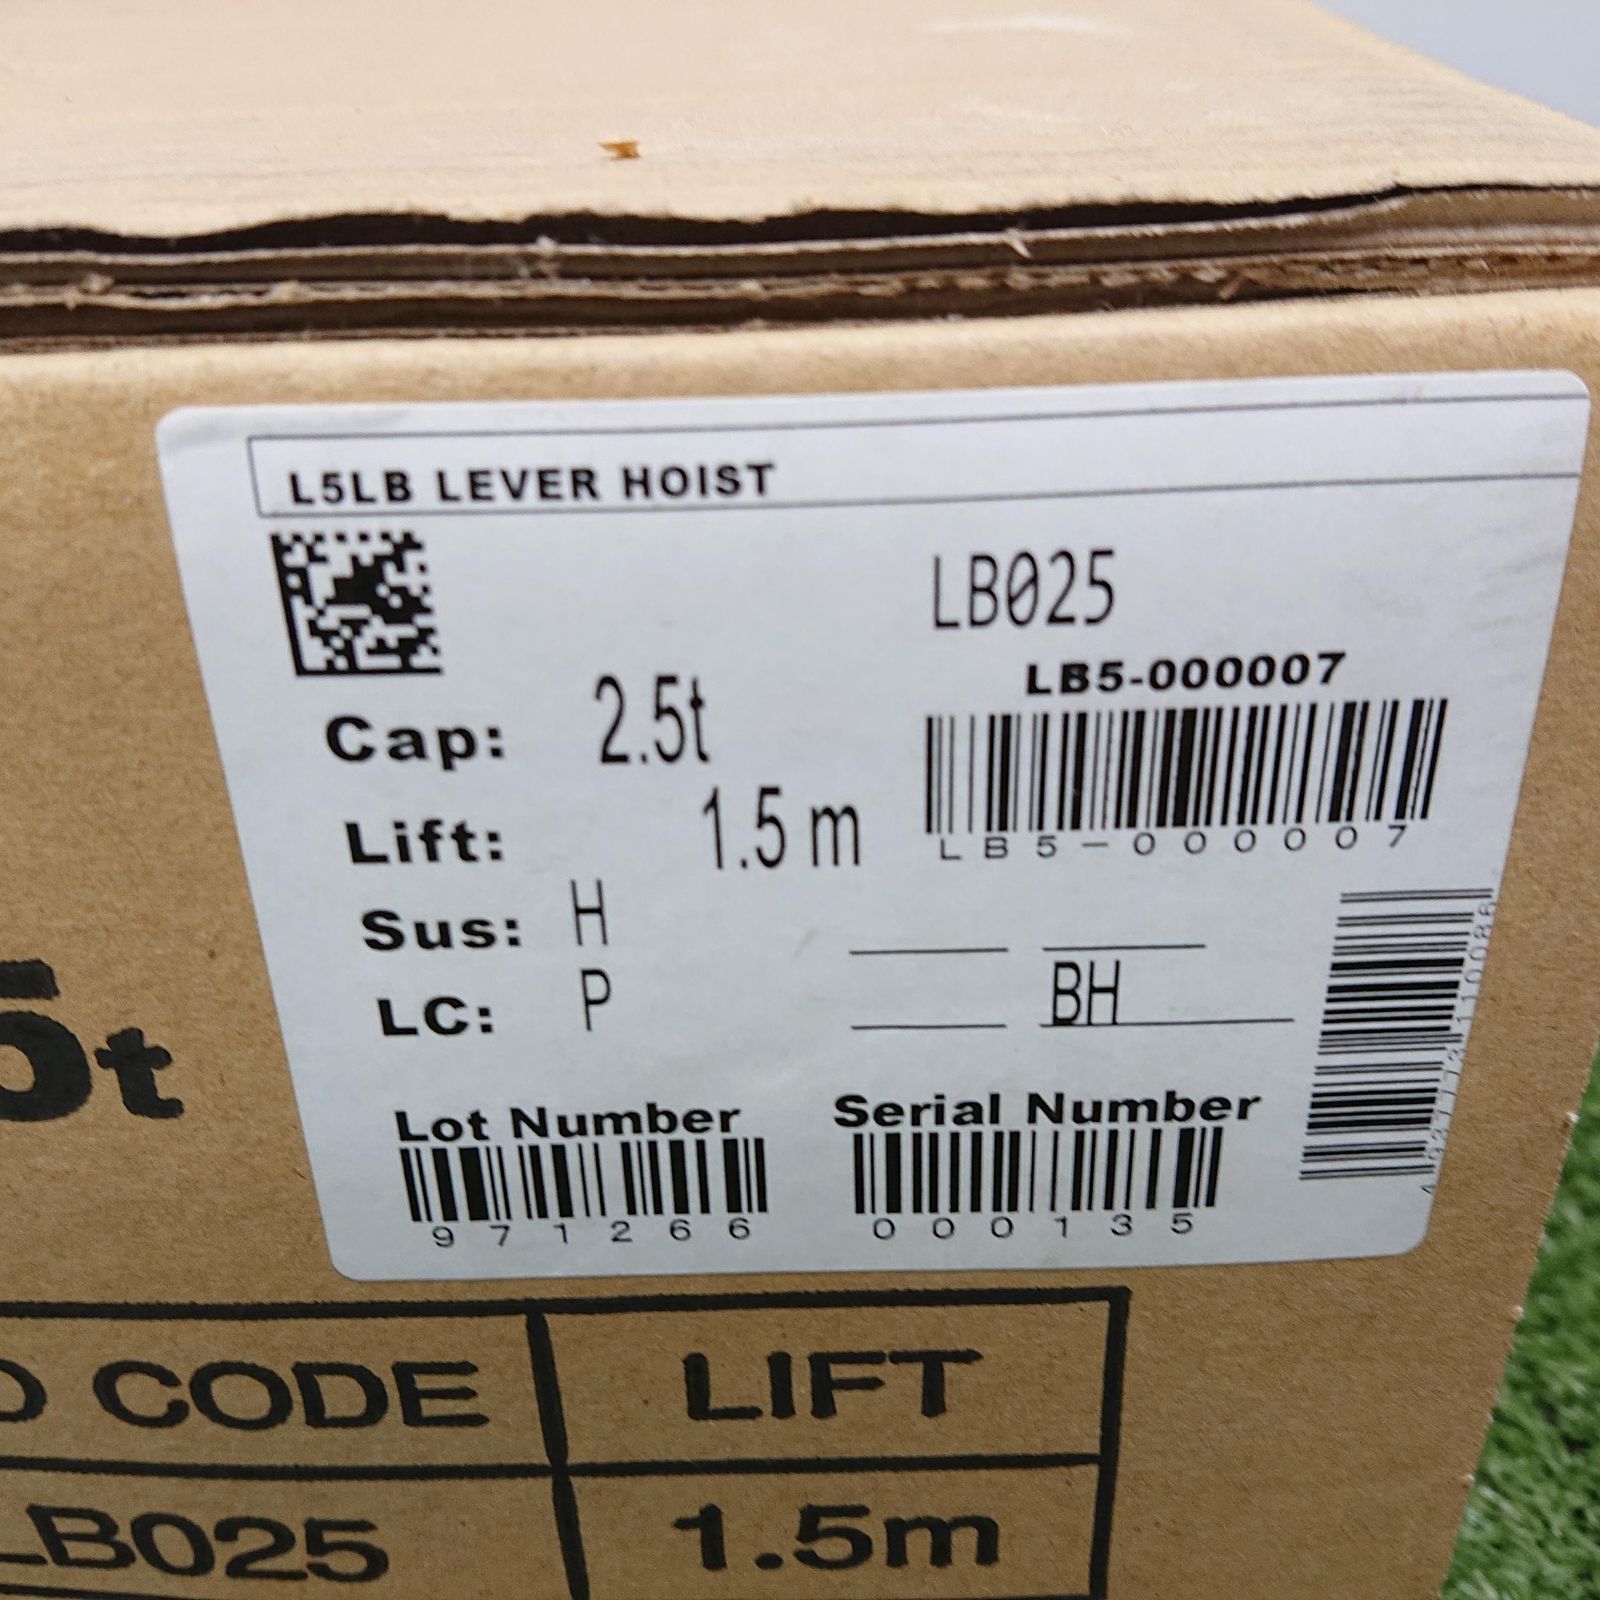 L5LB LEVER HOIST
LB025
LB5-000007
Cap: 2.5t
LB5-000007
Lift: 1.5 m
Sus: H
LC: P BH
Lot Number Serial Number
971266 000135
5t
CODE LIFT
LB025 1.5m